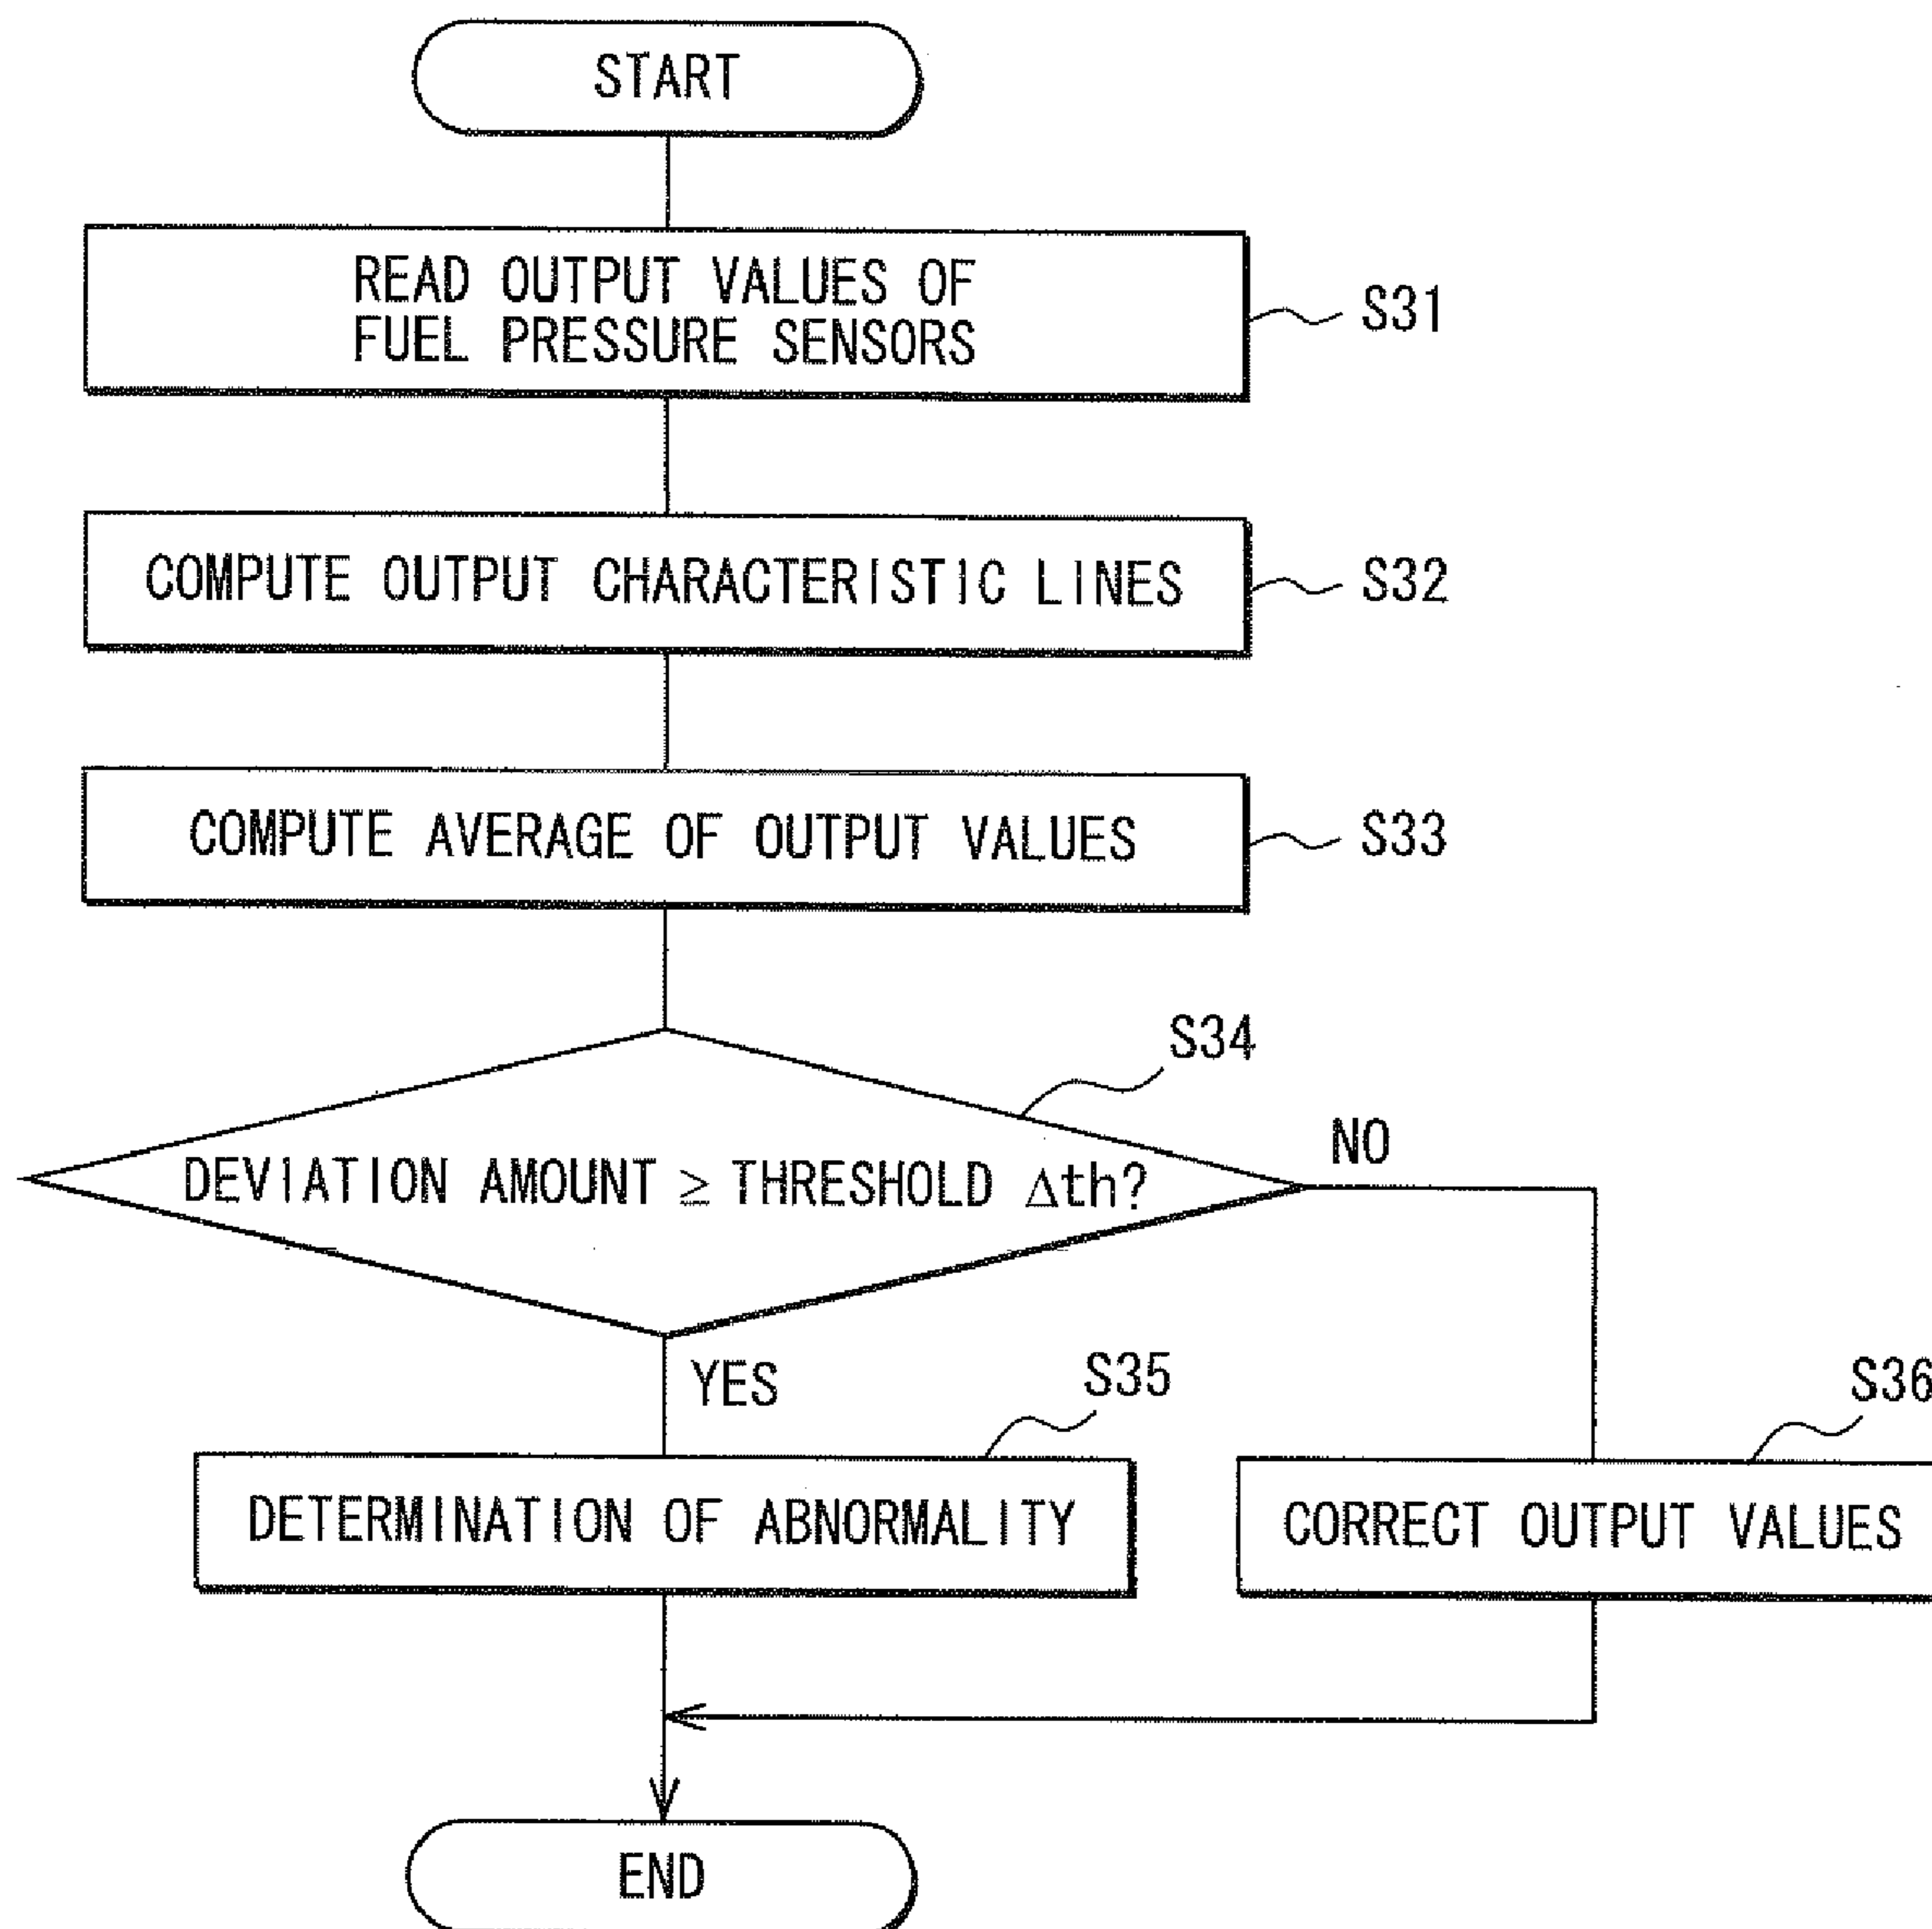 START
READ OUTPUT VALUES OF
FUEL PRESSURE SENSORS
S31
COMPUTE OUTPUT CHARACTERISTIC LINES
S32
COMPUTE AVERAGE OF OUTPUT VALUES
S33
S34
DEVIATION AMOUNT ≥ THRESHOLD Δth?
NO
YES
S35
S36
DETERMINATION OF ABNORMALITY
CORRECT OUTPUT VALUES
END